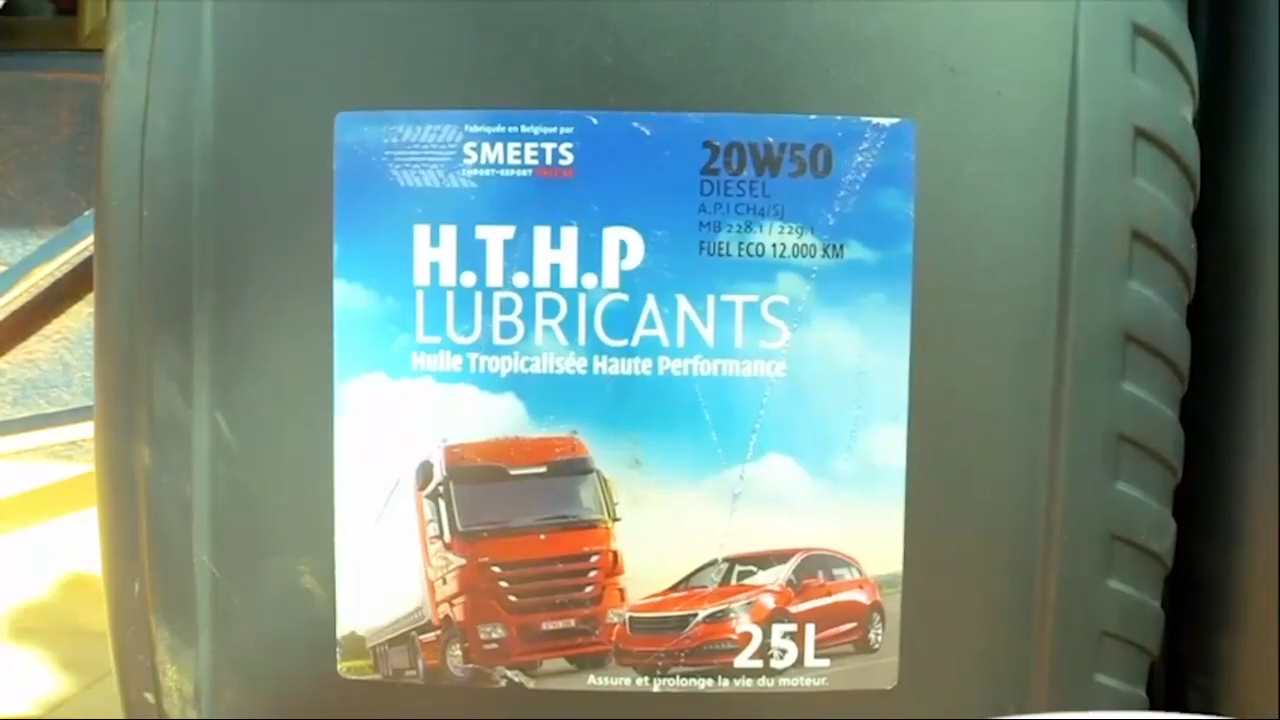 Fabriquée en Belgique par
SMEETS
IMPORT-EXPORT
20W50
DIESEL
A.P.I CH4/SJ
MB 228.1 / 229.1
FUEL ECO 12.000 KM
H.T.H.P
LUBRICANTS
Huile Tropicalisée Haute Performance
25L
Assure et prolonge la vie du moteur.